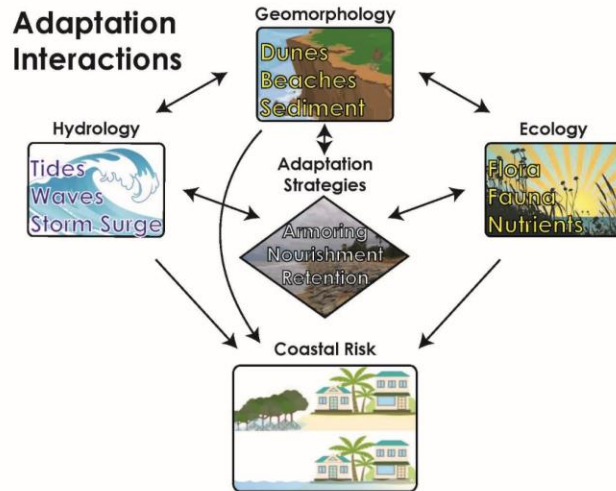 Adaptation
Interactions
Geomorphology
Dunes
Beaches
Sediment
Hydrology
Tides
Waves
Storm Surge
Adaptation
Strategies
Armoring
Nourishment
Retention
Ecology
Flora
Fauna
Nutrients
Coastal Risk